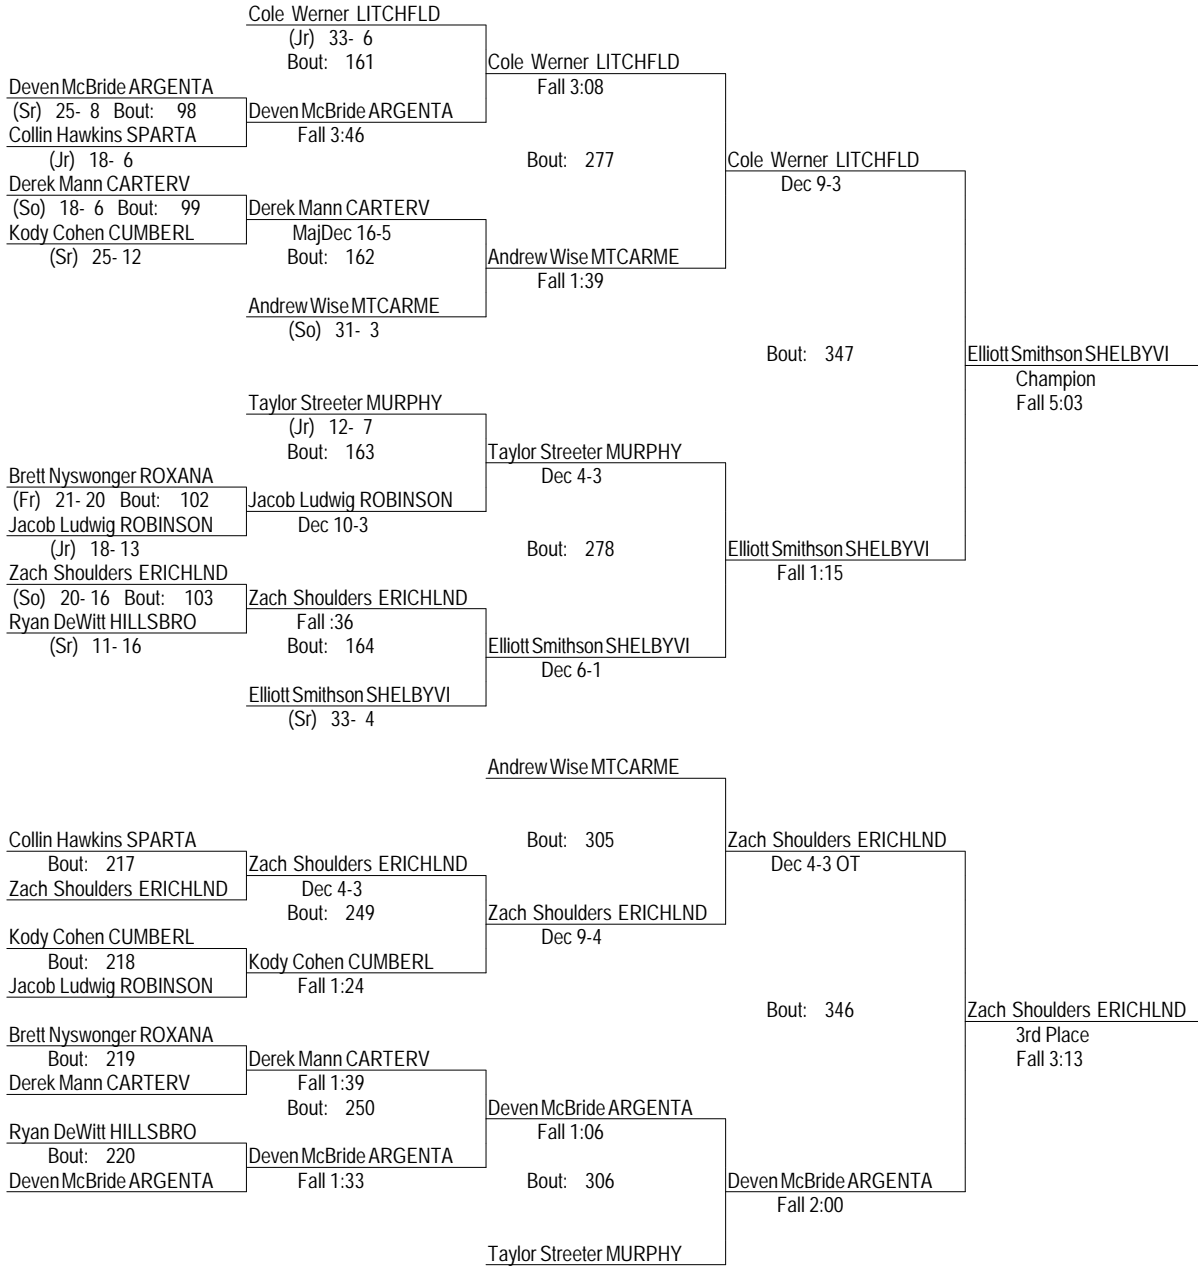 Cole Werner LITCHFLD
(Jr) 33- 6
Bout: 161
Cole Werner LITCHFLD
Fall 3:08
Deven McBride ARGENTA
(Sr) 25- 8 Bout: 98
Deven McBride ARGENTA
Collin Hawkins SPARTA
Fall 3:46
(Jr) 18- 6
Bout: 277
Cole Werner LITCHFLD
Dec 9-3
Derek Mann CARTERV
(So) 18- 6 Bout: 99
Derek Mann CARTERV
Kody Cohen CUMBERL
MajDec 16-5
(Sr) 25- 12
Bout: 162
Andrew Wise MTCARME
Fall 1:39
Andrew Wise MTCARME
(So) 31- 3
Bout: 347
Elliott Smithson SHELBYVI
Champion
Fall 5:03
Taylor Streeter MURPHY
(Jr) 12- 7
Bout: 163
Taylor Streeter MURPHY
Dec 4-3
Brett Nyswonger ROXANA
(Fr) 21- 20 Bout: 102
Jacob Ludwig ROBINSON
Jacob Ludwig ROBINSON
Dec 10-3
(Jr) 18- 13
Bout: 278
Elliott Smithson SHELBYVI
Fall 1:15
Zach Shoulders ERICHLND
(So) 20- 16 Bout: 103
Zach Shoulders ERICHLND
Ryan DeWitt HILLSBRO
Fall :36
(Sr) 11- 16
Bout: 164
Elliott Smithson SHELBYVI
Dec 6-1
Elliott Smithson SHELBYVI
(Sr) 33- 4
Andrew Wise MTCARME
Collin Hawkins SPARTA
Bout: 217
Zach Shoulders ERICHLND
Bout: 305
Zach Shoulders ERICHLND
Dec 4-3 OT
Zach Shoulders ERICHLND
Dec 4-3
Bout: 249
Zach Shoulders ERICHLND
Dec 9-4
Kody Cohen CUMBERL
Bout: 218
Kody Cohen CUMBERL
Jacob Ludwig ROBINSON
Fall 1:24
Bout: 346
Zach Shoulders ERICHLND
3rd Place
Fall 3:13
Brett Nyswonger ROXANA
Bout: 219
Derek Mann CARTERV
Derek Mann CARTERV
Fall 1:39
Bout: 250
Deven McBride ARGENTA
Fall 1:06
Ryan DeWitt HILLSBRO
Bout: 220
Deven McBride ARGENTA
Deven McBride ARGENTA
Fall 1:33
Bout: 306
Deven McBride ARGENTA
Fall 2:00
Taylor Streeter MURPHY